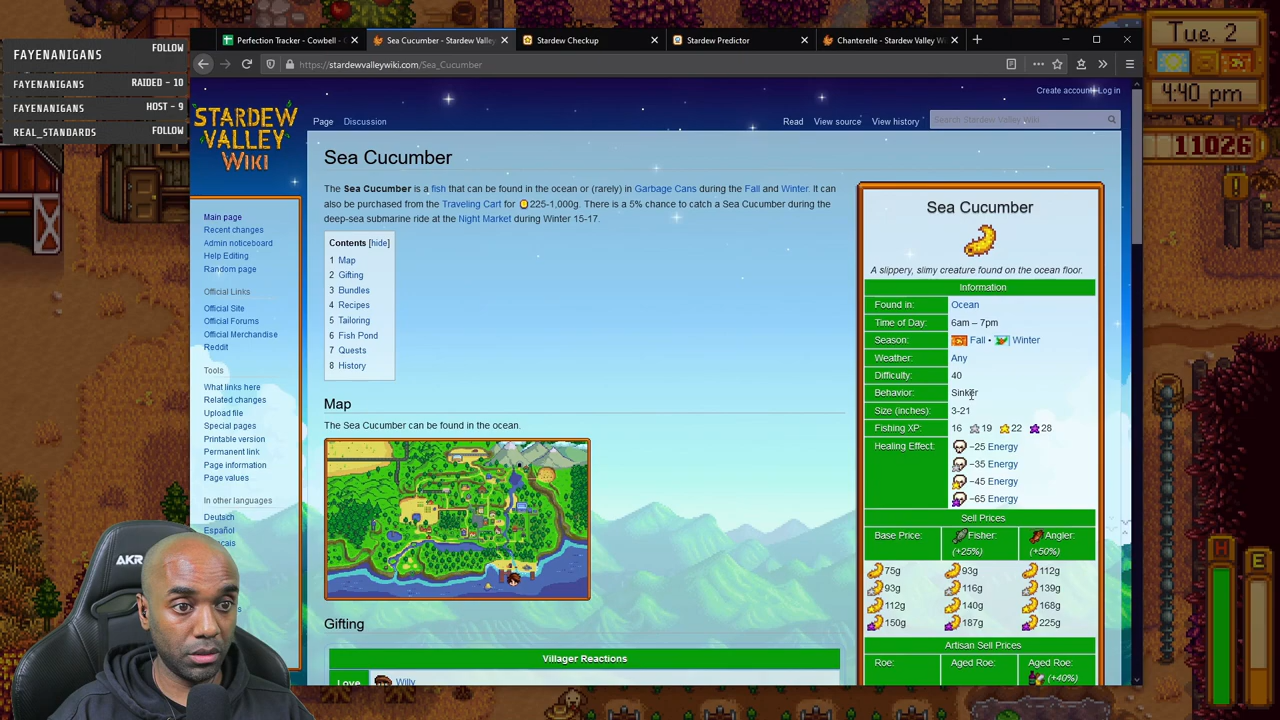 FAYENANIGANS FOLLOW
FAYENANIGANS RAIDED - 10
FAYENANIGANS HOST - 9
REAL_STANDARDS FOLLOW
Perfection Tracker - Cowbell -
Sea Cucumber - Stardew Valley
Stardew Checkup
Stardew Predictor
Chanterelle - Stardew Valley Wi
https://stardewvalleywiki.com/Sea_Cucumber
Tue. 2
4:40 pm
11026
STARDEW
VALLEY
WIKI
Create account Log in
Page Discussion Read View source View history Search Stardew Valley Wiki
Main page
Recent changes
Admin noticeboard
Help Editing
Random page
Official Links
Official Site
Official Forums
Official Merchandise
Reddit
Tools
What links here
Related changes
Upload file
Special pages
Printable version
Permanent link
Page information
Page values
In other languages
Deutsch
Español
Sea Cucumber
The Sea Cucumber is a fish that can be found in the ocean or (rarely) in Garbage Cans during the Fall and Winter. It can
also be purchased from the Traveling Cart for 225-1,000g. There is a 5% chance to catch a Sea Cucumber during the
deep-sea submarine ride at the Night Market during Winter 15-17.
Contents [hide]
1 Map
2 Gifting
3 Bundles
4 Recipes
5 Tailoring
6 Fish Pond
7 Quests
8 History
Map
The Sea Cucumber can be found in the ocean.
Gifting
Villager Reactions
Love Willy
Sea Cucumber
A slippery, slimy creature found on the ocean floor.
Information
Found in: Ocean
Time of Day: 6am – 7pm
Season: Fall • Winter
Weather: Any
Difficulty: 40
Behavior: Sinker
Size (inches): 3-21
Fishing XP: 16 19 22 28
Healing Effect: −25 Energy
−35 Energy
−45 Energy
−65 Energy
Sell Prices
Base Price: Fisher: (+25%) Angler: (+50%)
75g 93g 112g
93g 116g 139g
112g 140g 168g
150g 187g 225g
Artisan Sell Prices
Roe: Aged Roe: Aged Roe:
(+40%)
AKR
H E